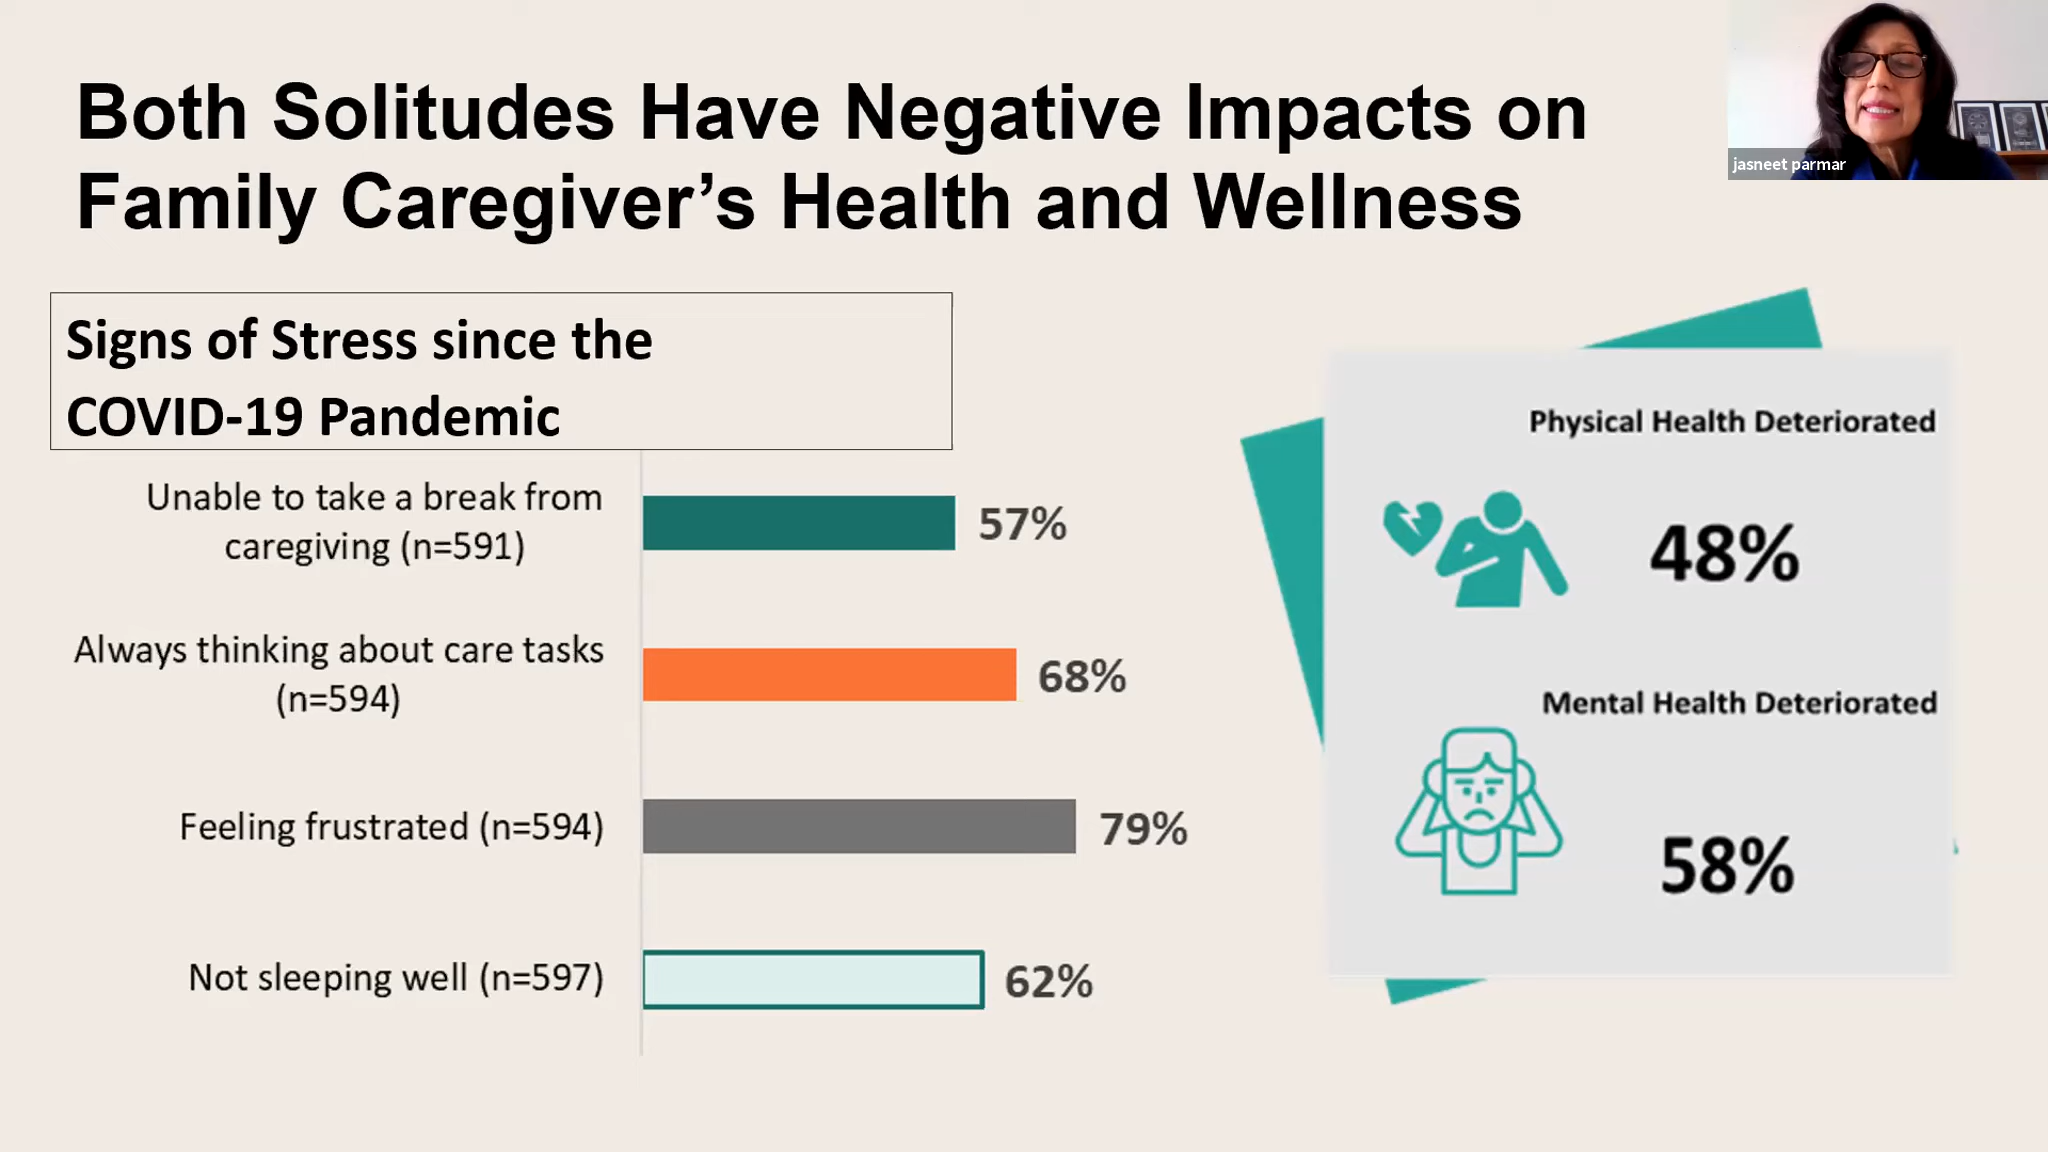 Both Solitudes Have Negative Impacts on
Family Caregiver’s Health and Wellness
jasneet parmar
Signs of Stress since the
COVID-19 Pandemic
Unable to take a break from
caregiving (n=591)
57%
Always thinking about care tasks
(n=594)
68%
Feeling frustrated (n=594)
79%
Not sleeping well (n=597)
62%
Physical Health Deteriorated
48%
Mental Health Deteriorated
58%